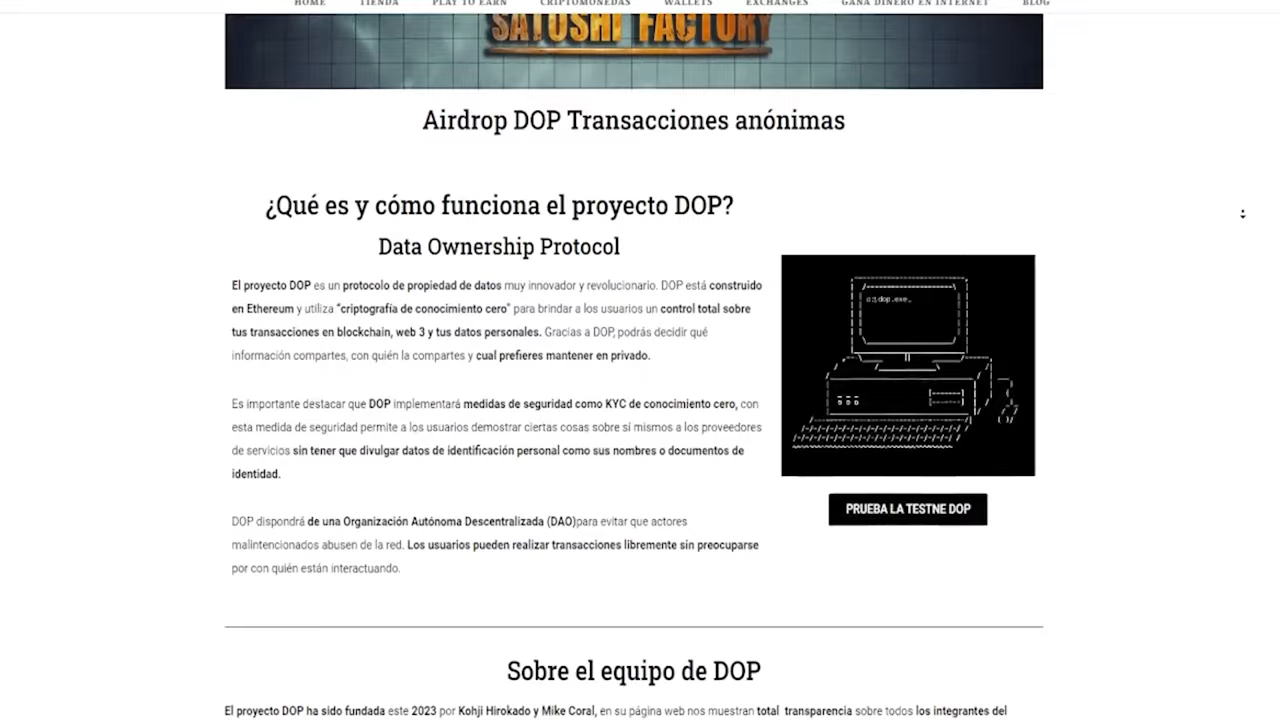 HOME TIENDA PLAY TO EARN CRIPTOMONEDAS WALLETS EXCHANGES GANA DINERO EN INTERNET BLOG
SATOSHI FACTORY
Airdrop DOP Transacciones anónimas
¿Qué es y cómo funciona el proyecto DOP?
Data Ownership Protocol
El proyecto DOP es un protocolo de propiedad de datos muy innovador y revolucionario. DOP está construido
en Ethereum y utiliza “criptografía de conocimiento cero” para brindar a los usuarios un control total sobre
tus transacciones en blockchain, web 3 y tus datos personales. Gracias a DOP, podrás decidir qué
información compartes, con quién la compartes y cual prefieres mantener en privado.
Es importante destacar que DOP implementará medidas de seguridad como KYC de conocimiento cero, con
esta medida de seguridad permite a los usuarios demostrar ciertas cosas sobre sí mismos a los proveedores
de servicios sin tener que divulgar datos de identificación personal como sus nombres o documentos de
identidad.
DOP dispondrá de una Organización Autónoma Descentralizada (DAO)para evitar que actores
malintencionados abusen de la red. Los usuarios pueden realizar transacciones libremente sin preocuparse
por con quién están interactuando.
c:\dop.exe_
PRUEBA LA TESTNE DOP
Sobre el equipo de DOP
El proyecto DOP ha sido fundada este 2023 por Kohji Hirokado y Mike Coral, en su página web nos muestran total transparencia sobre todos los integrantes del